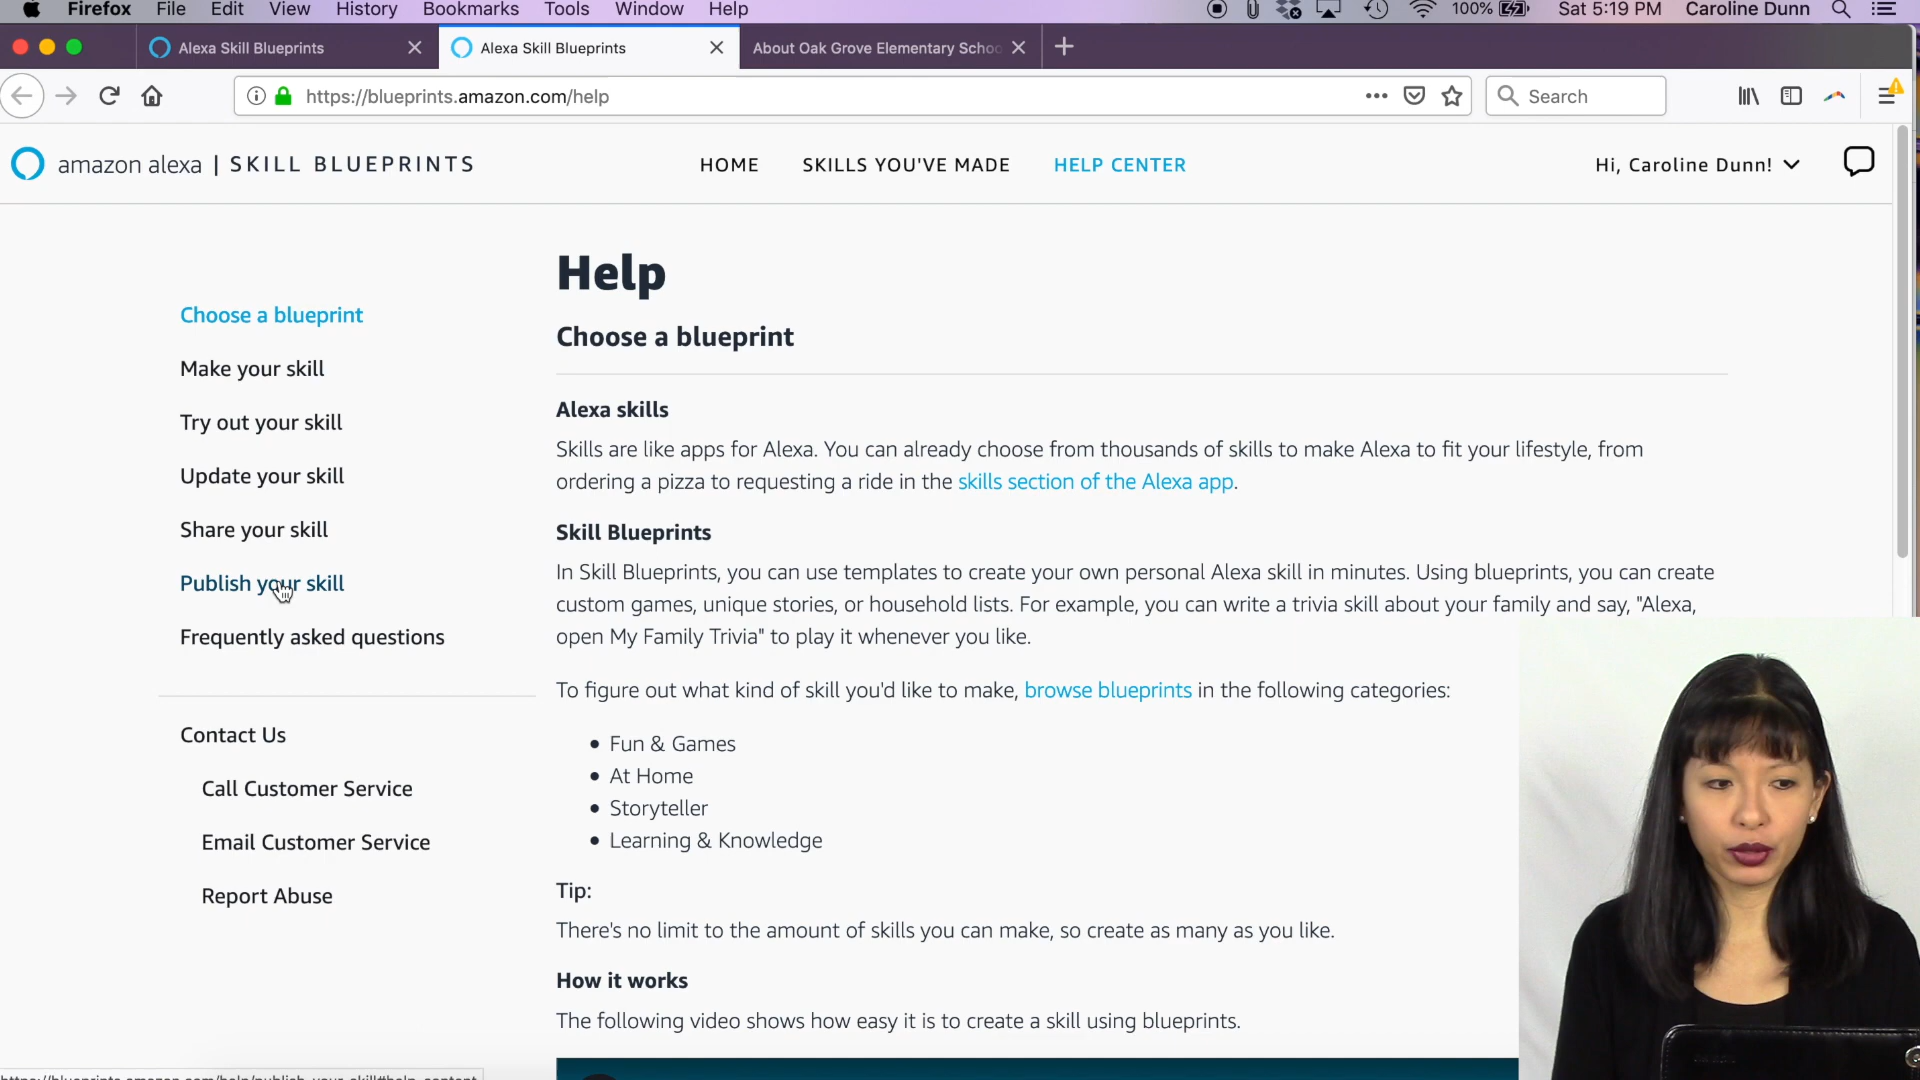 Firefox File Edit View History Bookmarks Tools Window Help 100% Sat 5:19 PM Caroline Dunn
Alexa Skill Blueprints Alexa Skill Blueprints About Oak Grove Elementary Schoo
https://blueprints.amazon.com/help Search
amazon alexa | SKILL BLUEPRINTS HOME SKILLS YOU'VE MADE HELP CENTER Hi, Caroline Dunn!
Choose a blueprint
Make your skill
Try out your skill
Update your skill
Share your skill
Publish your skill
Frequently asked questions
Contact Us
Call Customer Service
Email Customer Service
Report Abuse
Help
Choose a blueprint
Alexa skills
Skills are like apps for Alexa. You can already choose from thousands of skills to make Alexa to fit your lifestyle, from
ordering a pizza to requesting a ride in the skills section of the Alexa app.
Skill Blueprints
In Skill Blueprints, you can use templates to create your own personal Alexa skill in minutes. Using blueprints, you can create
custom games, unique stories, or household lists. For example, you can write a trivia skill about your family and say, "Alexa,
open My Family Trivia" to play it whenever you like.
To figure out what kind of skill you'd like to make, browse blueprints in the following categories:
• Fun & Games
• At Home
• Storyteller
• Learning & Knowledge
Tip:
There's no limit to the amount of skills you can make, so create as many as you like.
How it works
The following video shows how easy it is to create a skill using blueprints.